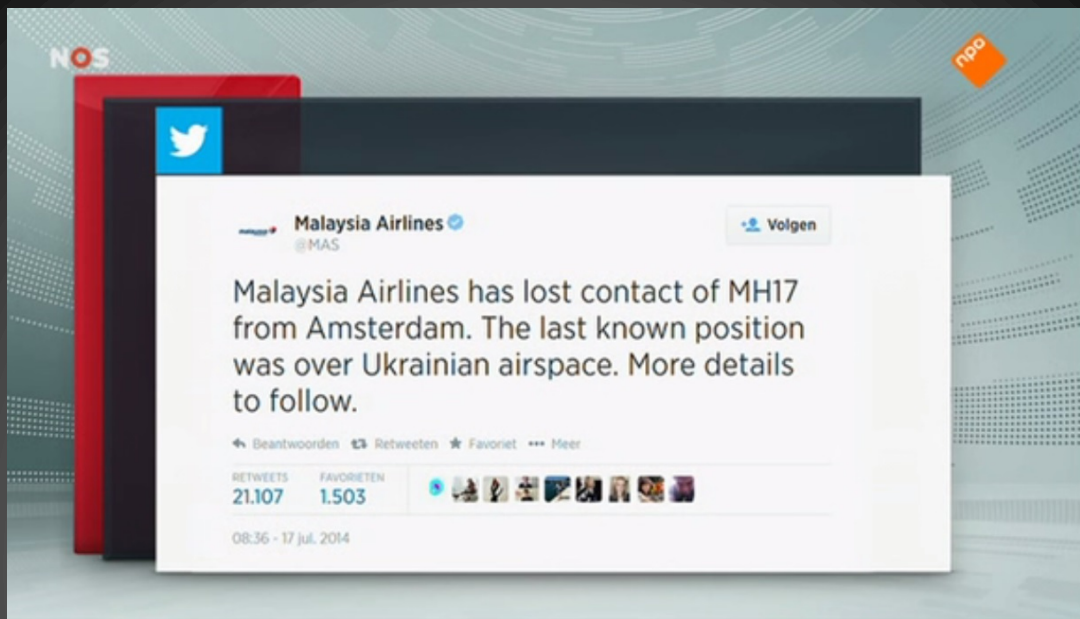 NOS
npo
Malaysia Airlines
@MAS
Volgen
Malaysia Airlines has lost contact of MH17
from Amsterdam. The last known position
was over Ukrainian airspace. More details
to follow.
Beantwoorden Retweeten Favoriet Meer
RETWEETS FAVORIETEN
21.107 1.503
08:36 - 17 jul. 2014